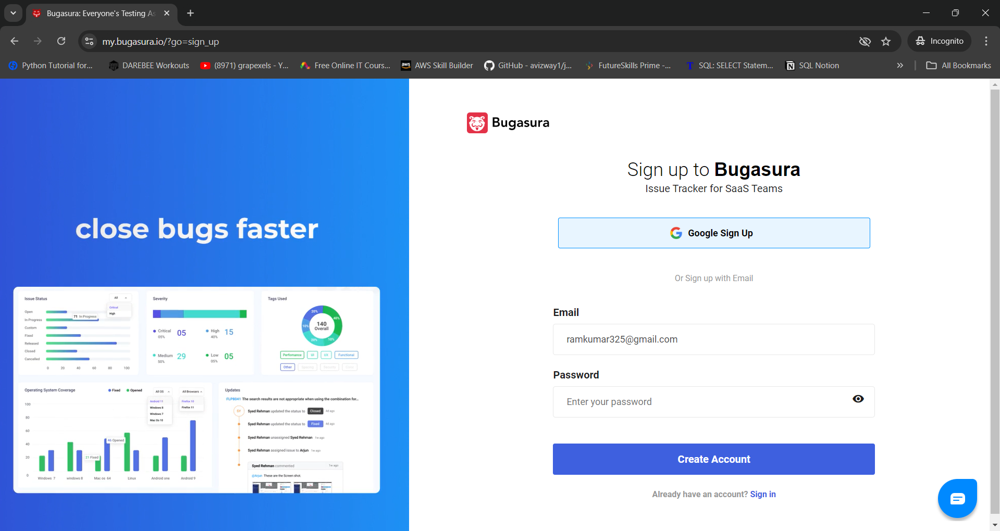 Bugasura: Everyone's Testing As
my.bugasura.io/?go=sign_up
Incognito
Python Tutorial for...
DAREBEE Workouts
(8971) grapexels - Y...
Free Online IT Cours...
aws
AWS Skill Builder
GitHub - avizway1/j...
FutureSkills Prime -...
T
SQL: SELECT Statem...
SQL Notion
All Bookmarks
Bugasura
Sign up to Bugasura
Issue Tracker for SaaS Teams
Google Sign Up
Or Sign up with Email
Email
ramkumar325@gmail.com
Password
Enter your password
Create Account
Already have an account? Sign in
close bugs faster
Issue Status
All
Critical
High
Open
71 In Progress
In Progress
Custom
Fixed
Released
Closed
Cancelled
0 20 40 60 80 100
Severity
Critical 05
05%
High 15
40%
Medium 29
50%
Low 05
05%
Tags Used
20%
40%
10%
140
Overall
20%
10%
Perfomance UI UX Functional
Other Spacing Security
Operating System Coverage
Fixed Opened
All OS
All Browsers
Android 11
Windows 8
Windows 7
Mac Os 10
Firefox 10
Firefox 11
100
80
60
40
20
0
46 Opened
21 Fixed
Windows 7 windows 8 Mac os 64 Linux Android one Android 9
Updates
FLP8041 The search results are not appropriate when using the combination for...
SY
Syed Rehman updated the status to Closed 4d ago
Syed Rehman updated the status to Fixed 4d ago
Syed Rehman unassigned Syed Rehman 1w ago
Syed Rehman assigned issue to Arjun 1w ago
Syed Rehman commented 1w ago
@Arjun These are the Screen shot.